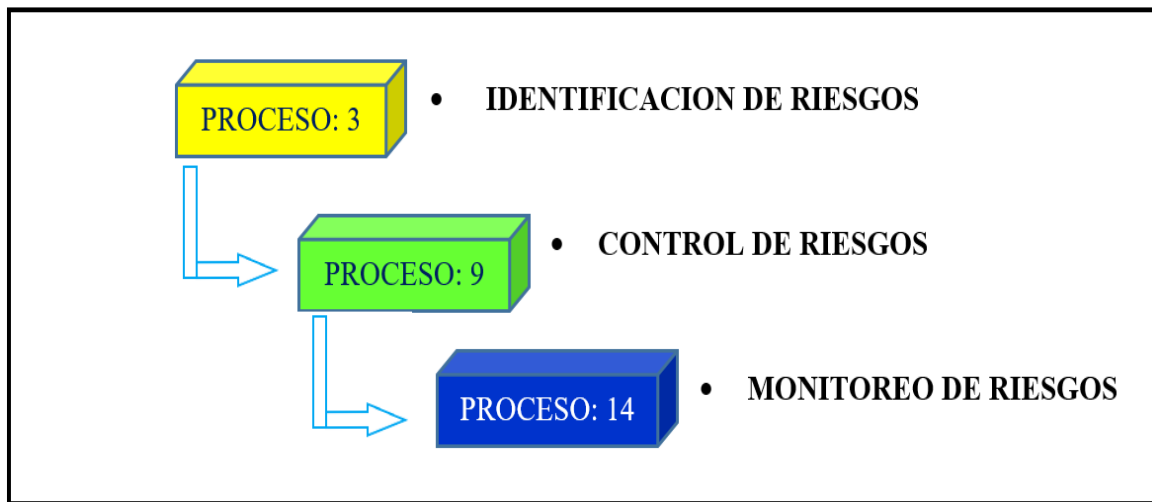 PROCESO: 3
• IDENTIFICACION DE RIESGOS
PROCESO: 9
• CONTROL DE RIESGOS
PROCESO: 14
• MONITOREO DE RIESGOS